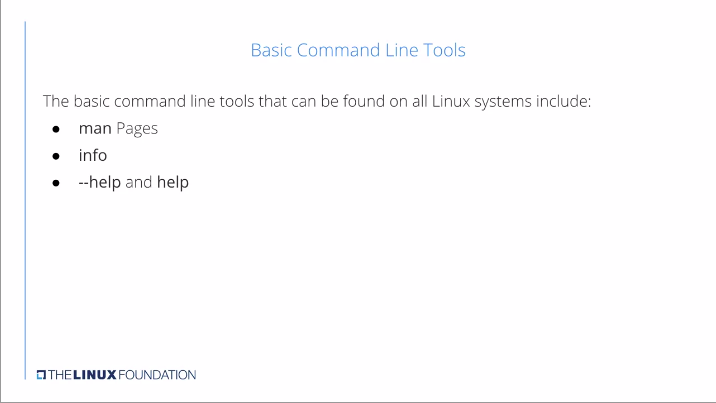 Basic Command Line Tools
The basic command line tools that can be found on all Linux systems include:
● man Pages
● info
● --help and help
THE LINUX FOUNDATION